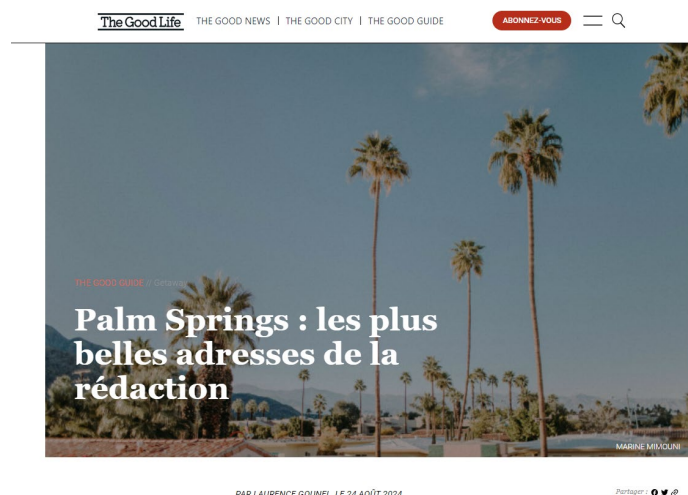 The Good Life
THE GOOD NEWS | THE GOOD CITY | THE GOOD GUIDE
ABONNEZ-VOUS
THE GOOD GUIDE // Getaway
Palm Springs : les plus
belles adresses de la
rédaction
MARINE MIMOUNI
PAR LAURENCE GOUNEL, LE 24 AOÛT 2024
Partager :